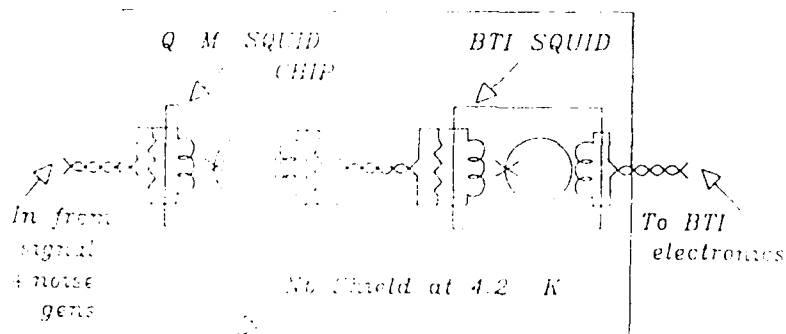 Q M SQUID
CHIP
BTI SQUID
In from
signal
& noise
gens
To BTI
electronics
Nb Shield at 4.2 K